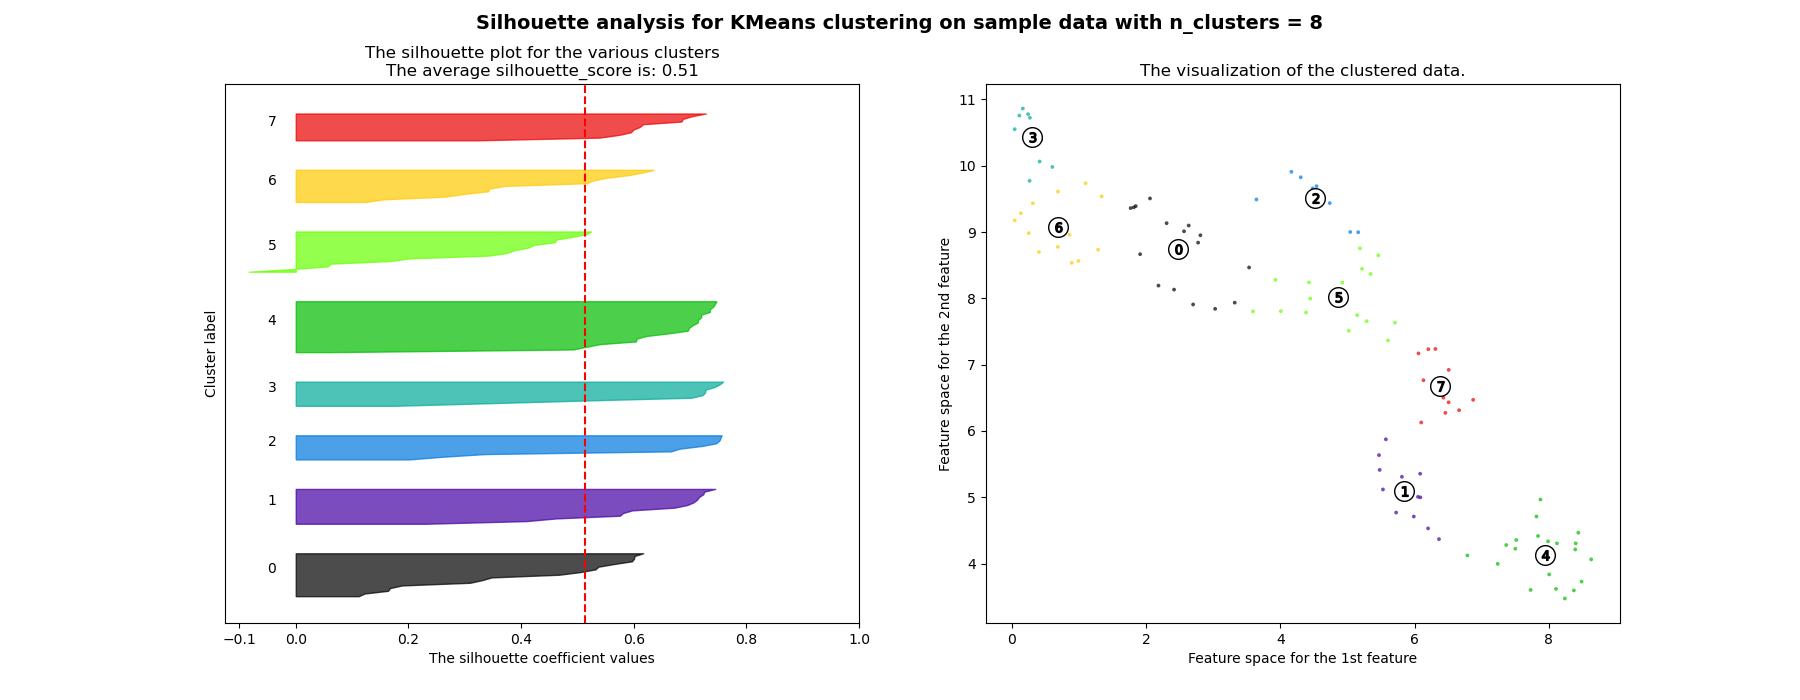 Silhouette analysis for KMeans clustering on sample data with n_clusters = 8
The silhouette plot for the various clusters
The average silhouette_score is: 0.51
7
6
5
4
3
2
1
0
Cluster label
−0.1 0.0 0.2 0.4 0.6 0.8 1.0
The silhouette coefficient values
The visualization of the clustered data.
11
10
9
8
7
6
5
4
Feature space for the 2nd feature
3
2
6
0
5
7
1
4
0 2 4 6 8
Feature space for the 1st feature